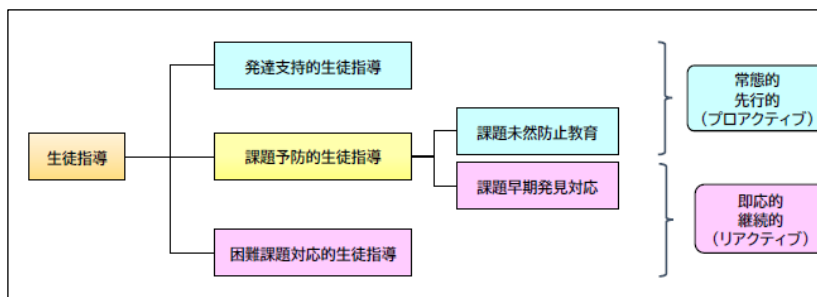 発達支持的生徒指導
常態的
先行的
(プロアクティブ)
課題未然防止教育
生徒指導
課題予防的生徒指導
課題早期発見対応
即応的
継続的
(リアクティブ)
困難課題対応的生徒指導